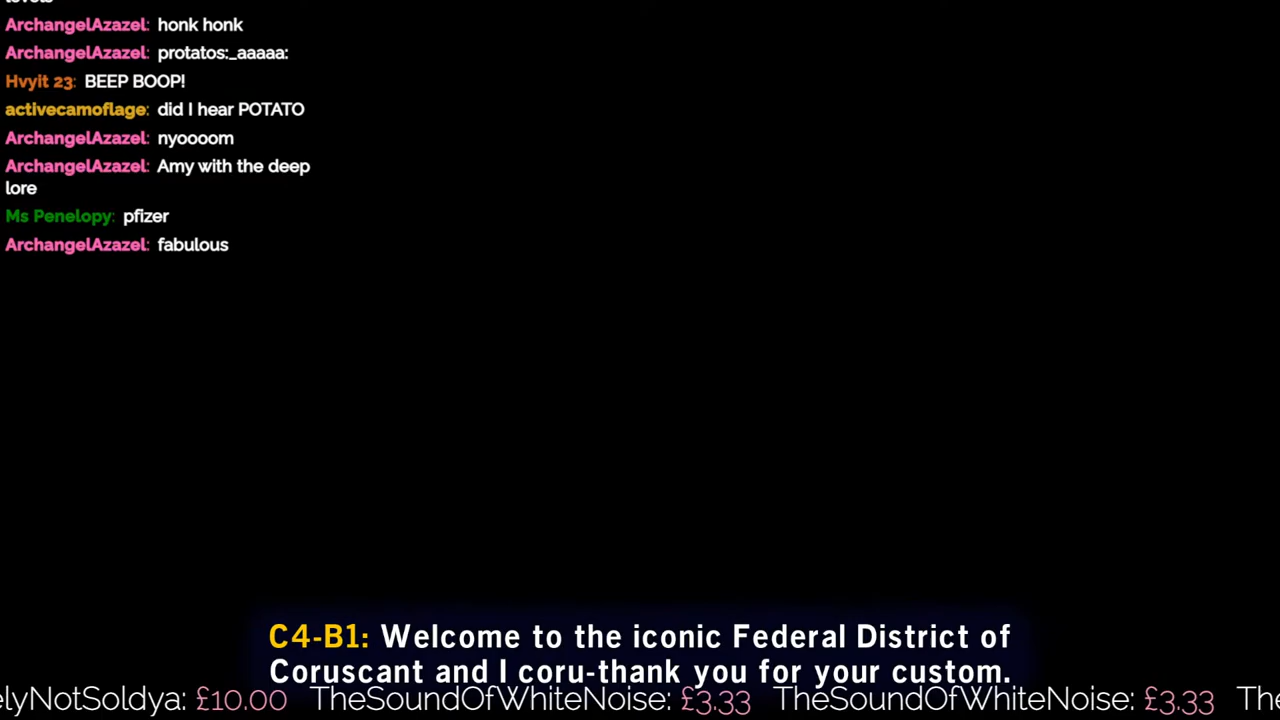 ArchangelAzazel: honk honk
ArchangelAzazel: protatos:_aaaaa:
Hvyit 23: BEEP BOOP!
activecamoflage: did I hear POTATO
ArchangelAzazel: nyoooom
ArchangelAzazel: Amy with the deep
lore
Ms Penelopy: pfizer
ArchangelAzazel: fabulous
C4-B1: Welcome to the iconic Federal District of
Coruscant and I coru-thank you for your custom.
elyNotSoldya: £10.00 TheSoundOfWhiteNoise: £3.33 TheSoundOfWhiteNoise: £3.33 The